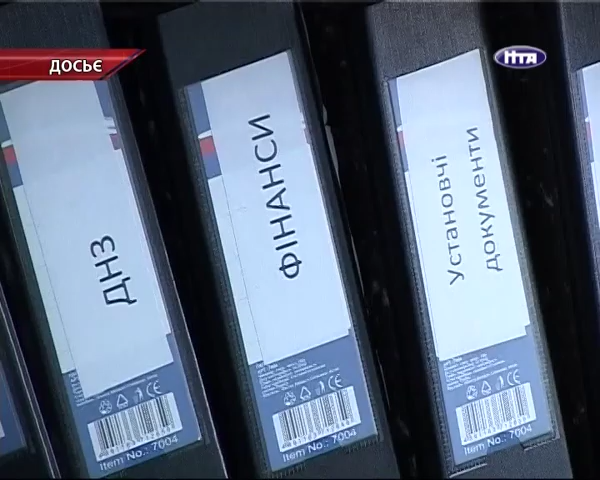 ДОСЬЄ
НТА
ДНЗ
ФІНАНСИ
установчі
документи
Item No.: 7004
Item No.: 7004
Item No.: 7004